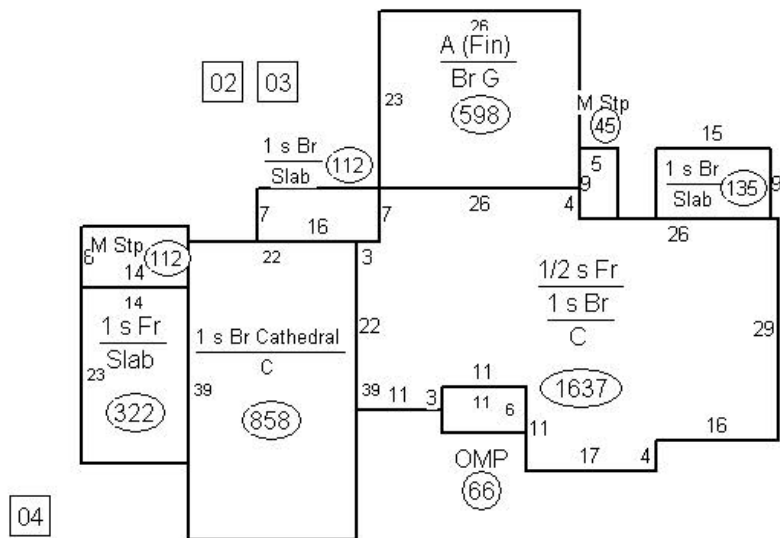 26
A (Fin)
Br G
598
23
02 03
M Stp
45
15
1 s Br
Slab
112
5
9
1 s Br
Slab
135
9
7
16
7
26
4
26
M Stp
112
6
14
22
3
1/2 s Fr
1 s Br
C
1637
14
1 s Fr
Slab
23
322
1 s Br Cathedral
C
39
858
22
29
39
11
3
11
11
6
11
16
OMP
66
17
4
04